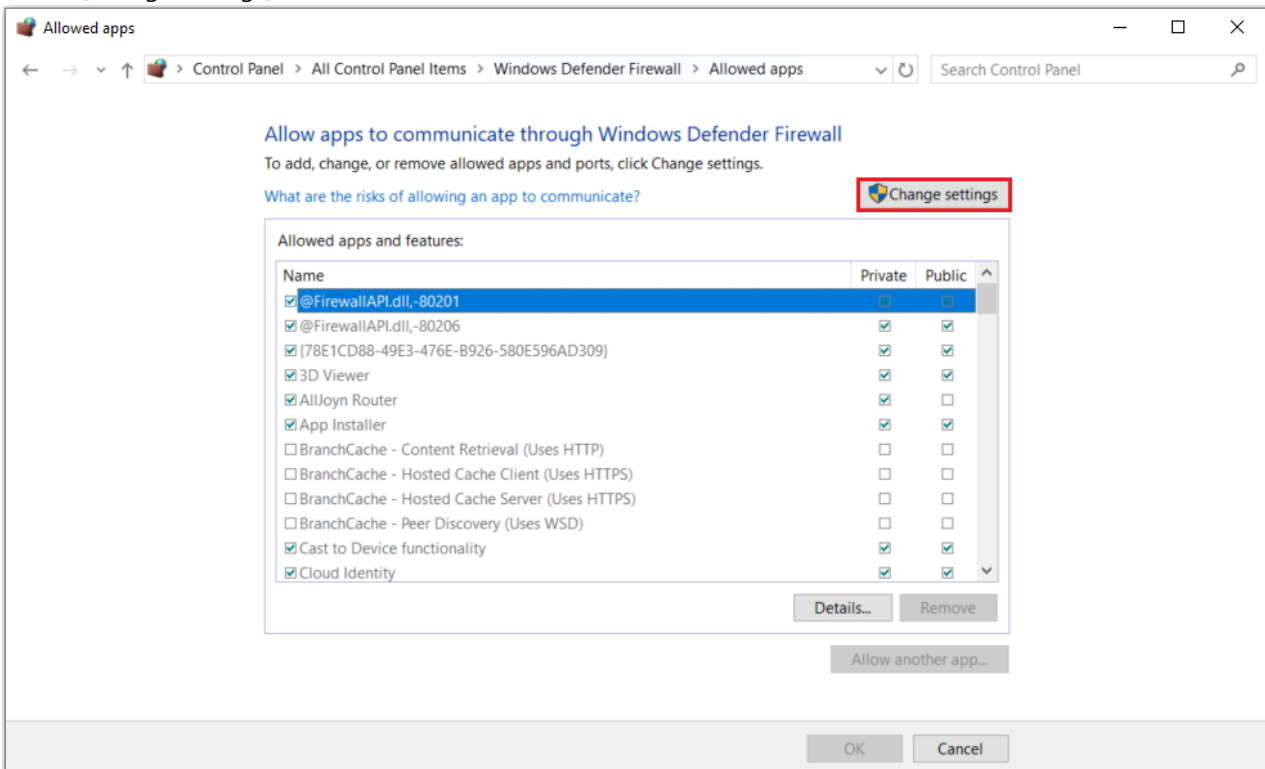 Allowed apps
Control Panel > All Control Panel Items > Windows Defender Firewall > Allowed apps
Search Control Panel
Allow apps to communicate through Windows Defender Firewall
To add, change, or remove allowed apps and ports, click Change settings.
What are the risks of allowing an app to communicate?
Change settings
Allowed apps and features:
Name Private Public
@FirewallAPI.dll,-80201
@FirewallAPI.dll,-80206
{78E1CD88-49E3-476E-B926-580E596AD309}
3D Viewer
AllJoyn Router
App Installer
BranchCache - Content Retrieval (Uses HTTP)
BranchCache - Hosted Cache Client (Uses HTTPS)
BranchCache - Hosted Cache Server (Uses HTTPS)
BranchCache - Peer Discovery (Uses WSD)
Cast to Device functionality
Cloud Identity
Details... Remove
Allow another app...
OK Cancel